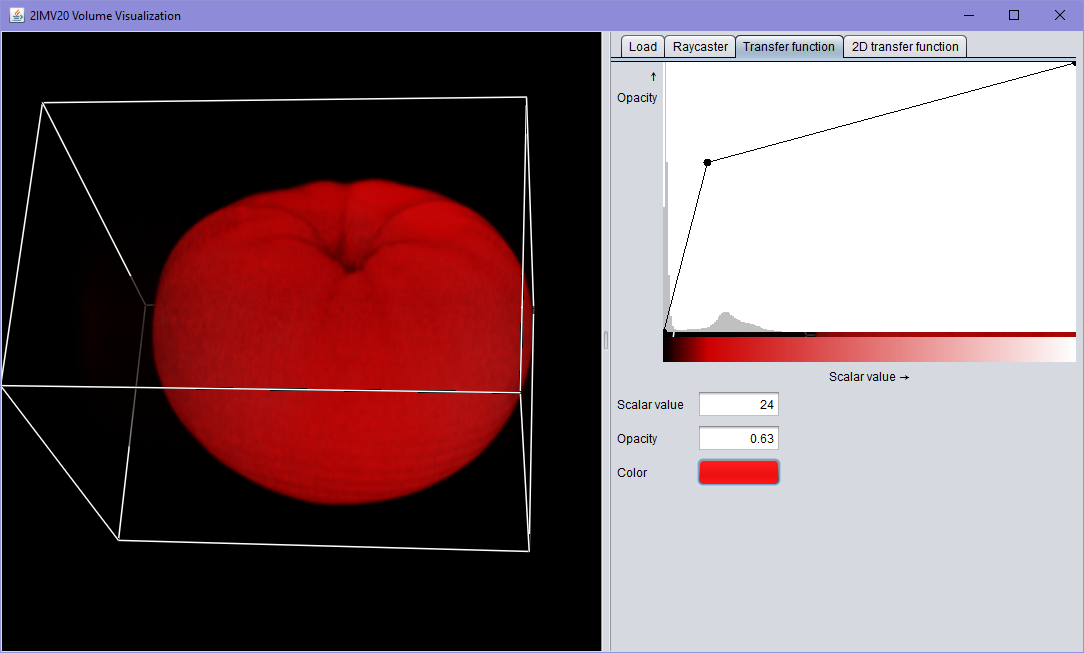 2IMV20 Volume Visualization
Load Raycaster Transfer function 2D transfer function
↑
Opacity
Scalar value →
Scalar value 24
Opacity 0.63
Color